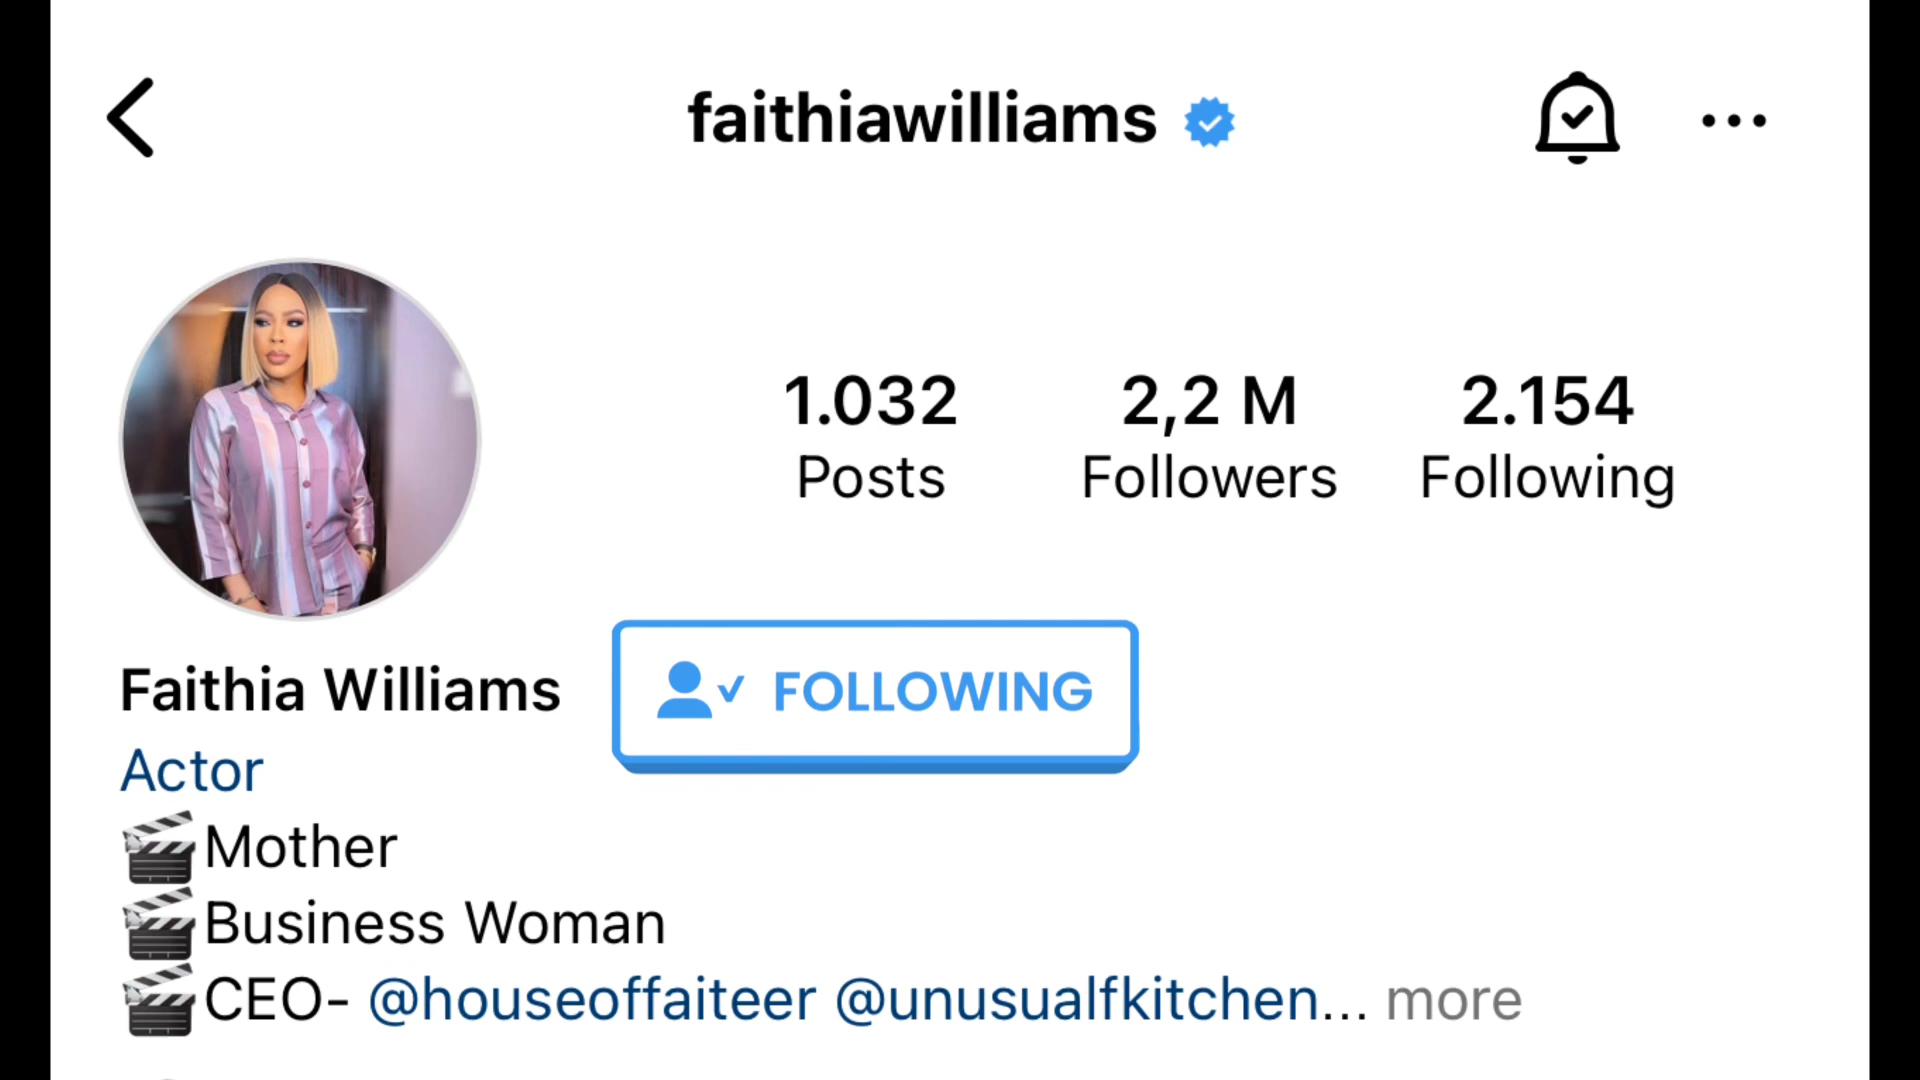 faithiawilliams
1.032 2,2 M 2.154
Posts Followers Following
Faithia Williams
FOLLOWING
Actor
🎬Mother
🎬Business Woman
🎬CEO- @houseoffaiteer @unusualfkitchen... more